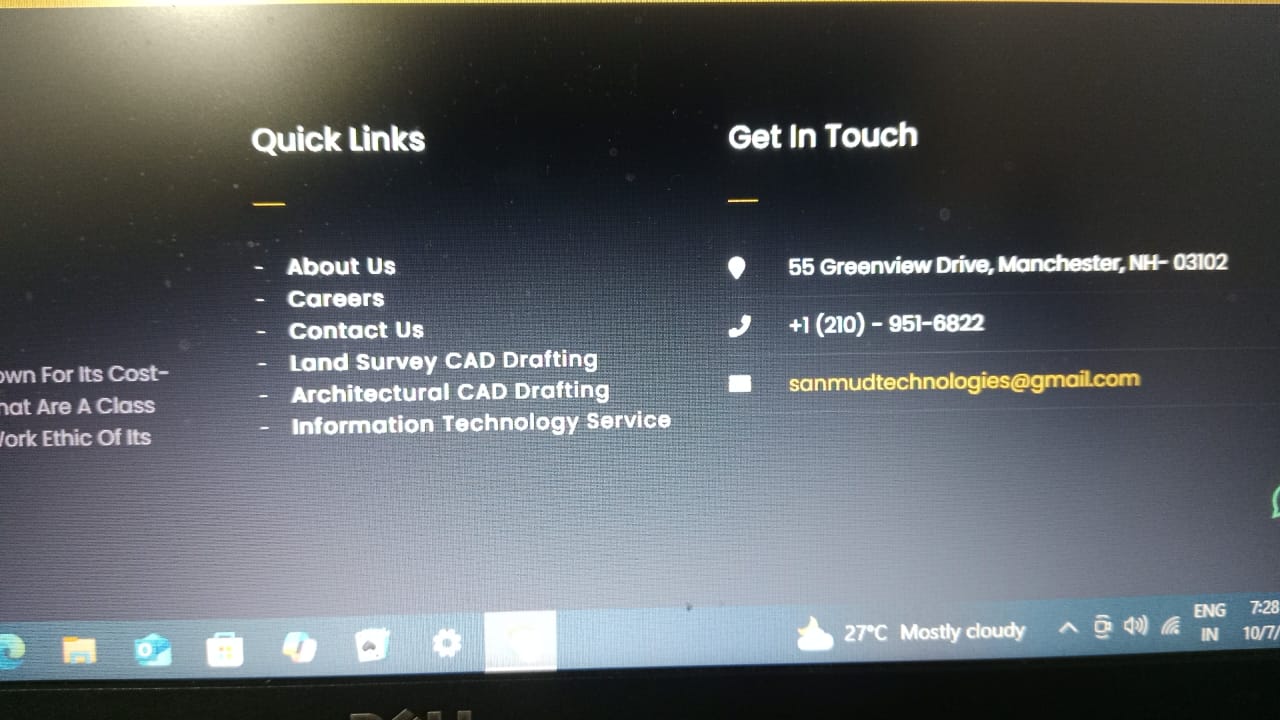 Quick Links
- About Us
- Careers
- Contact Us
- Land Survey CAD Drafting
- Architectural CAD Drafting
- Information Technology Service
Get In Touch
55 Greenview Drive, Manchester, NH- 03102
+1 (210) - 951-6822
sanmudtechnologies@gmail.com
own For Its Cost-
hat Are A Class
Work Ethic Of Its
27°C Mostly cloudy
ENG
IN
7:28
10/7/
DELL